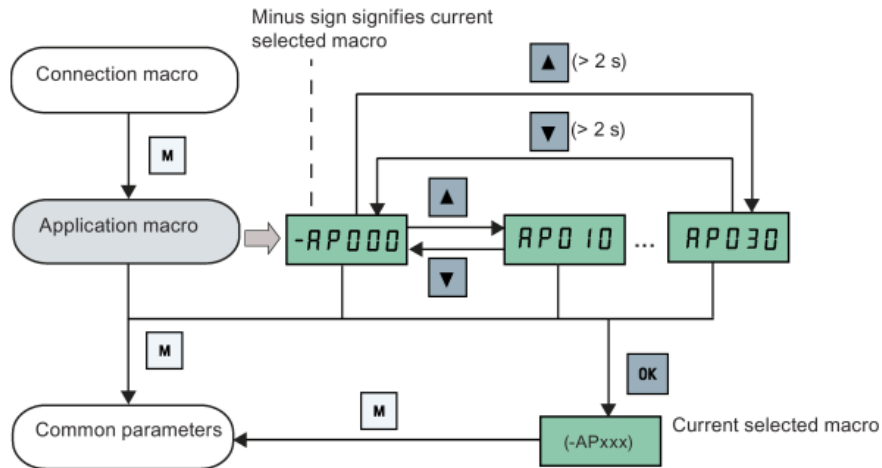 Minus sign signifies current
selected macro
Connection macro
▲ (> 2 s)
▼ (> 2 s)
M
Application macro
▲
-AP000
AP010
...
AP030
▼
M
OK
M
Common parameters
(-APxxx)
Current selected macro